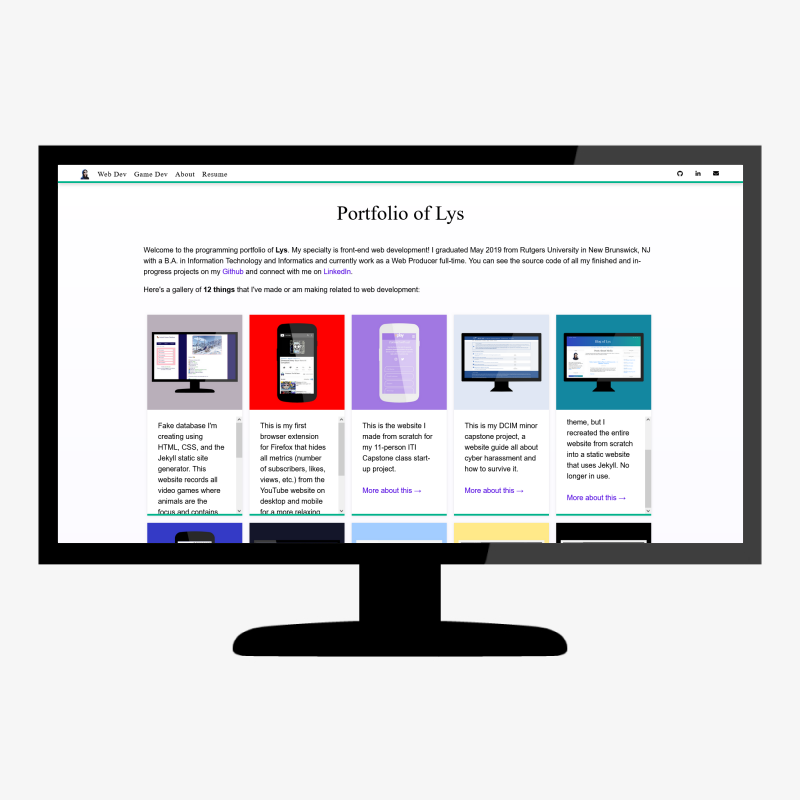 Web Dev Game Dev About Resume
Portfolio of Lys
Welcome to the programming portfolio of Lys. My specialty is front-end web development! I graduated May 2019 from Rutgers University in New Brunswick, NJ
with a B.A. in Information Technology and Informatics and currently work as a Web Producer full-time. You can see the source code of all my finished and in-
progress projects on my Github and connect with me on LinkedIn.
Here's a gallery of 12 things that I've made or am making related to web development:
Fake database I'm
creating using
HTML, CSS, and the
Jekyll static site
generator. This
website records all
video games where
animals are the
focus and contains
This is my first
browser extension
for Firefox that hides
all metrics (number
of subscribers, likes,
views, etc.) from the
YouTube website on
desktop and mobile
for a more relaxing
This is the website I
made from scratch for
my 11-person ITI
Capstone class start-
up project.
More about this →
This is my DCIM minor
capstone project, a
website guide all about
cyber harassment and
how to survive it.
More about this →
theme, but I
recreated the entire
website from scratch
into a static website
that uses Jekyll. No
longer in use.
More about this →